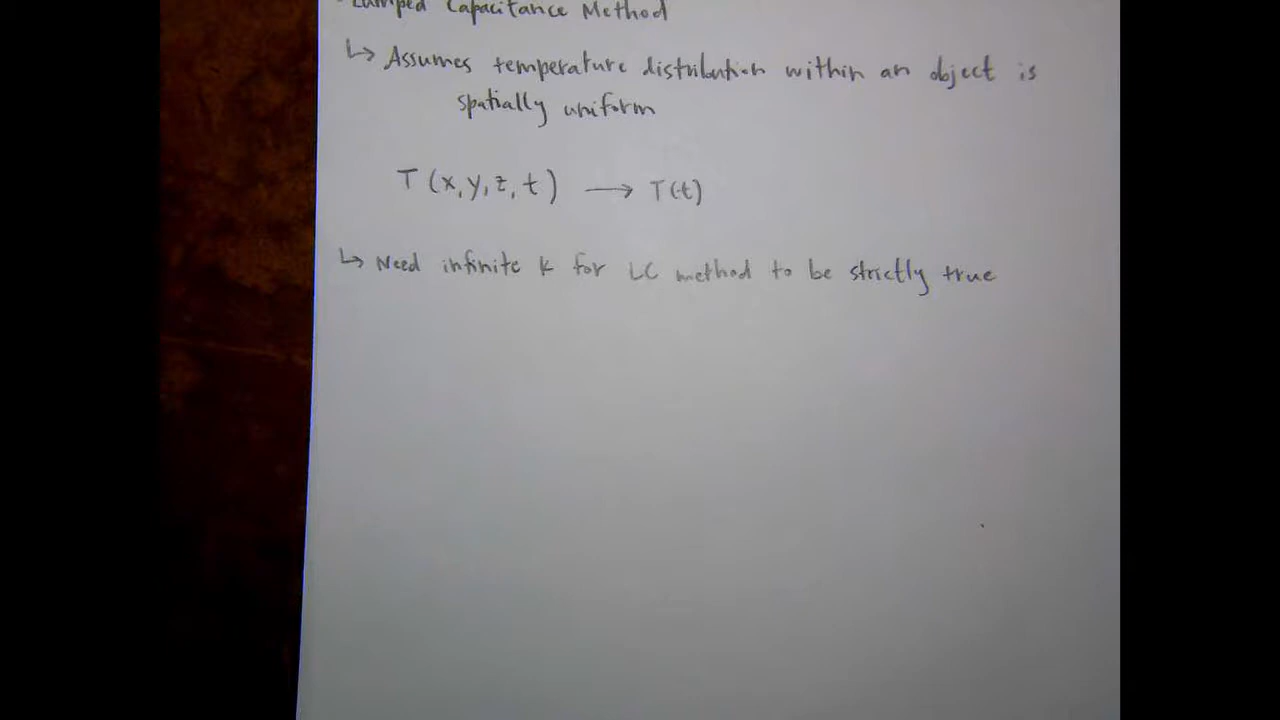 Lumped Capacitance Method
↳ Assumes temperature distribution within an object is
spatially uniform
T (x, y, z, t) → T(t)
↳ Need infinite k for LC method to be strictly true